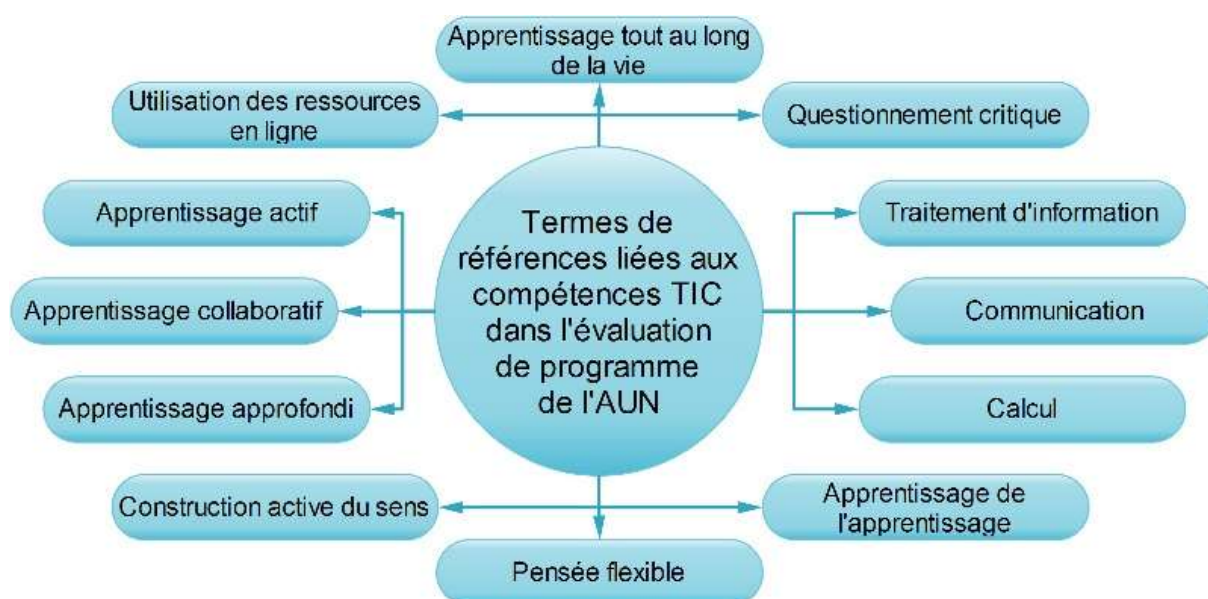 Apprentissage tout au long
de la vie
Utilisation des ressources
en ligne
Questionnement critique
Apprentissage actif
Traitement d'information
Termes de
références liées aux
compétences TIC
dans l'évaluation
de programme
de l'AUN
Apprentissage collaboratif
Communication
Apprentissage approfondi
Calcul
Construction active du sens
Apprentissage de
l'apprentissage
Pensée flexible